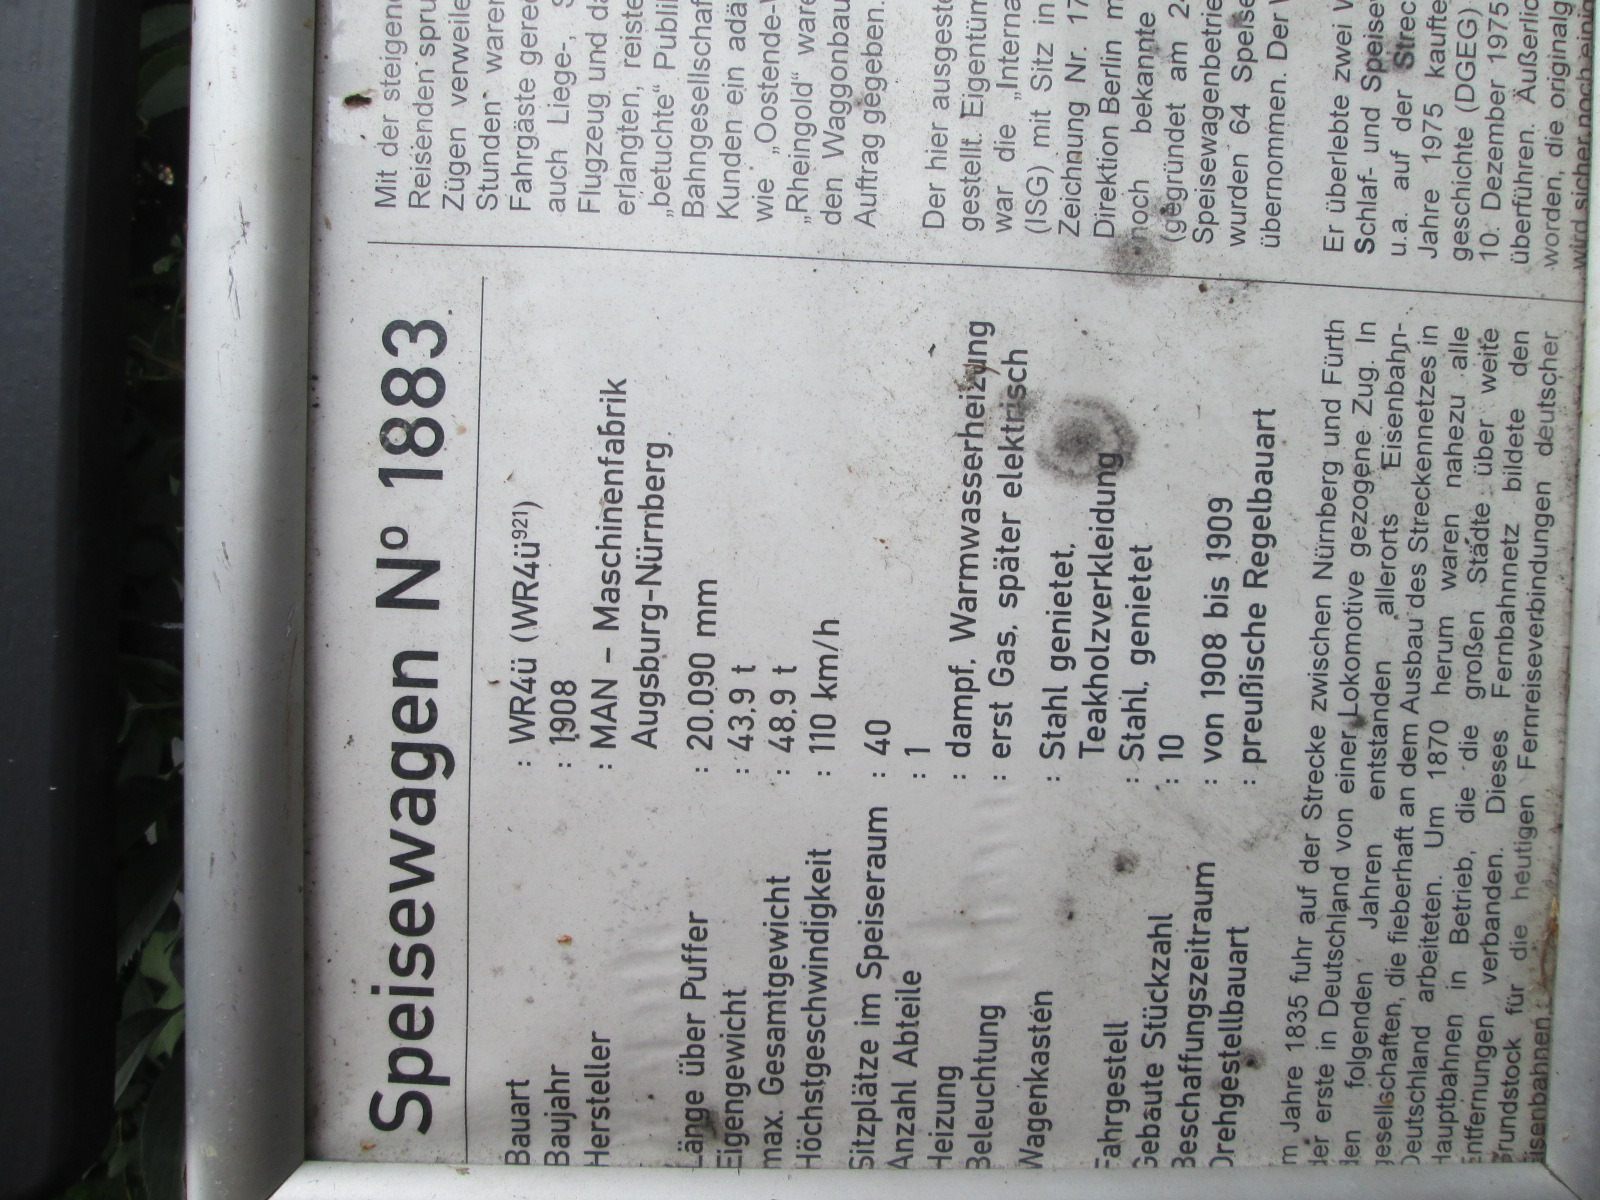 Speisewagen Nº 1883
Bauart : WR4ü (WR4ü⁹²¹⁾)
Baujahr : 1908
Hersteller : MAN – Maschinenfabrik
Augsburg-Nürnberg
Länge über Puffer : 20.090 mm
Eigengewicht : 43,9 t
max. Gesamtgewicht : 48,9 t
Höchstgeschwindigkeit : 110 km/h
Sitzplätze im Speiseraum : 40
Anzahl Abteile : 1
Heizung : dampf, Warmwasserheizung
Beleuchtung : erst Gas, später elektrisch
Wagenkasten : Stahl genietet,
Teakholzverkleidung
Fahrgestell : Stahl, genietet
Gebaute Stückzahl : 10
Beschaffungszeitraum : von 1908 bis 1909
Drehgestellbauart : preußische Regelbauart
m Jahre 1835 fuhr auf der Strecke zwischen Nürnberg und Fürth
der erste in Deutschland von einer Lokomotive gezogene Zug. In
den folgenden Jahren entstanden allerorts Eisenbahn-
gesellschaften, die fieberhaft an dem Ausbau des Streckennetzes in
Deutschland arbeiteten. Um 1870 herum waren nahezu alle
Hauptbahnen in Betrieb, die die großen Städte über weite
Entfernungen verbanden. Dieses Fernbahnnetz bildete den
Grundstock für die heutigen Fernreiseverbindungen deutscher
Eisenbahnen.
Mit der steigend
Reisenden spru
Zügen verweile
Stunden waren
Fahrgäste gerec
auch Liege-, S
Flugzeug und da
erlangten, reiste
„betuchte“ Publik
Bahngesellschaf
Kunden ein adä
wie „Oostende-
„Rheingold“ ware
den Waggonbau
Auftrag gegeben.
Der hier ausgeste
gestellt. Eigentüm
war die „Interna
(ISG) mit Sitz in
Zeichnung Nr. 17
Direktion Berlin m
noch bekannte
(gegründet am 2
Speisewagenbetrie
wurden 64 Speise
übernommen. Der
Er überlebte zwei
Schlaf- und Speise
u.a. auf der Strec
Jahre 1975 kaufte
geschichte (DGEG)
10. Dezember 1975
überführen. Äußerlic
worden, die originalg
wird sicher noch einig